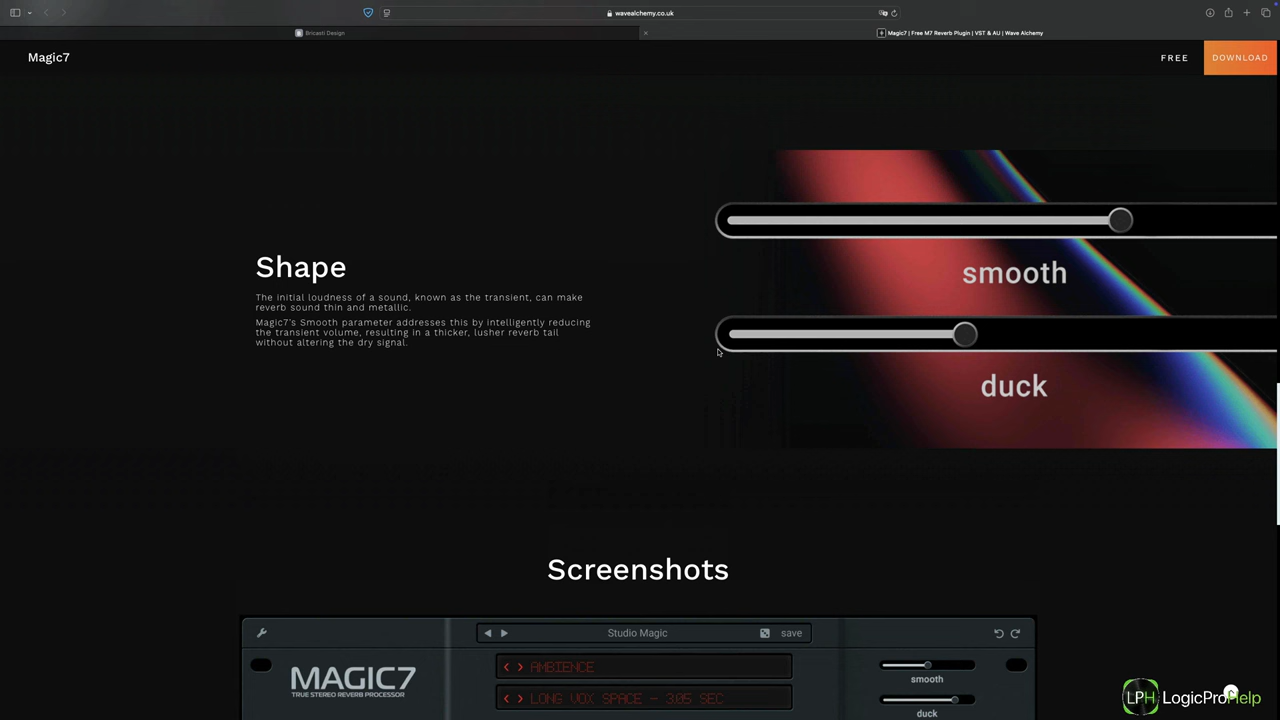 wavealchemy.co.uk
Bricasti Design
Magic7 | Free M7 Reverb Plugin | VST & AU | Wave Alchemy
Magic7
FREE
DOWNLOAD
Shape
The initial loudness of a sound, known as the transient, can make
reverb sound thin and metallic.
Magic7's Smooth parameter addresses this by intelligently reducing
the transient volume, resulting in a thicker, lusher reverb tail
without altering the dry signal.
smooth
duck
Screenshots
Studio Magic
save
MAGIC7
TRUE STEREO REVERB PROCESSOR
AMBIENCE
LONG VOX SPACE - 3.05 SEC
smooth
duck
LPH LogicProHelp